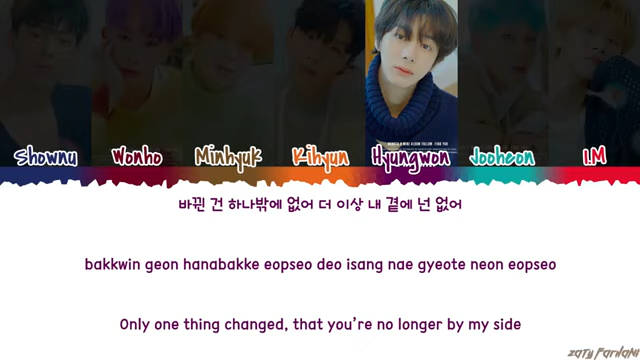 Shownu Wonho Minhyuk Kihyun Hyungwon Jooheon I.M
바뀐 건 하나밖에 없어 더 이상 내 곁에 넌 없어
bakkwin geon hanabakke eopseo deo isang nae gyeote neon eopseo
Only one thing changed, that you're no longer by my side